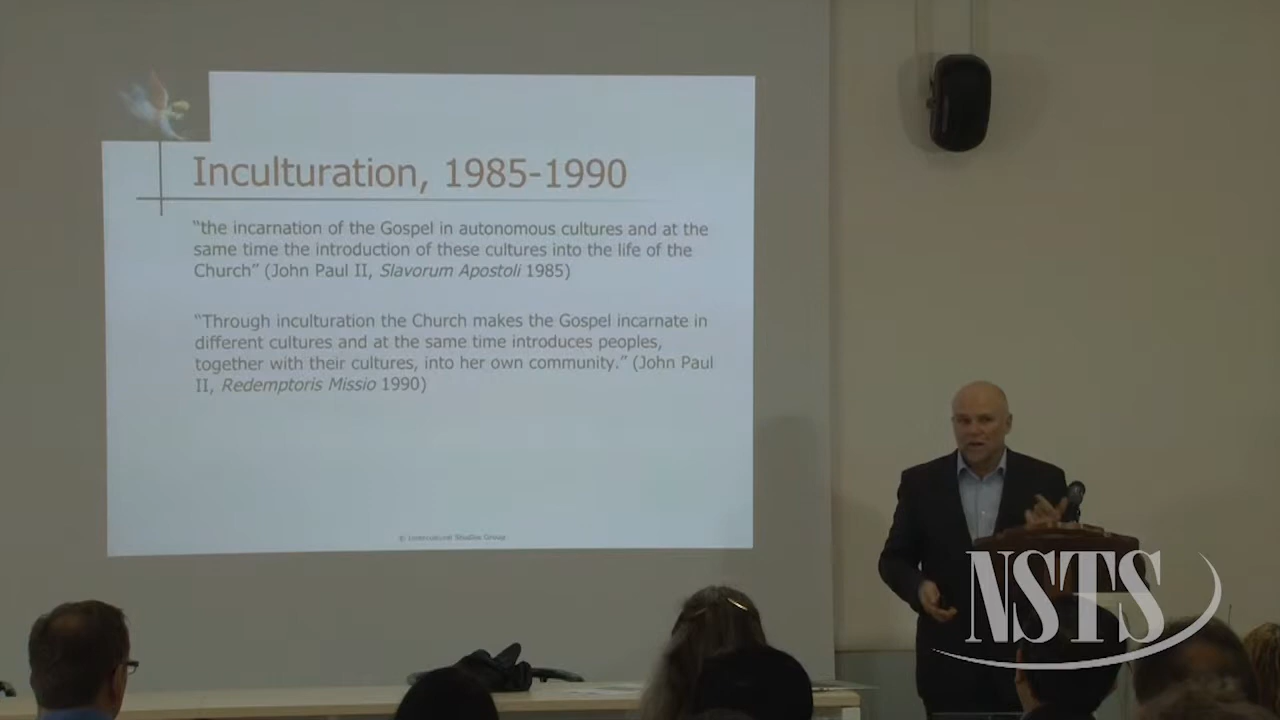 Inculturation, 1985-1990
“the incarnation of the Gospel in autonomous cultures and at the
same time the introduction of these cultures into the life of the
Church” (John Paul II, Slavorum Apostoli 1985)
“Through inculturation the Church makes the Gospel incarnate in
different cultures and at the same time introduces peoples,
together with their cultures, into her own community.” (John Paul
II, Redemptoris Missio 1990)
© Intercultural Studies Group
NSTS